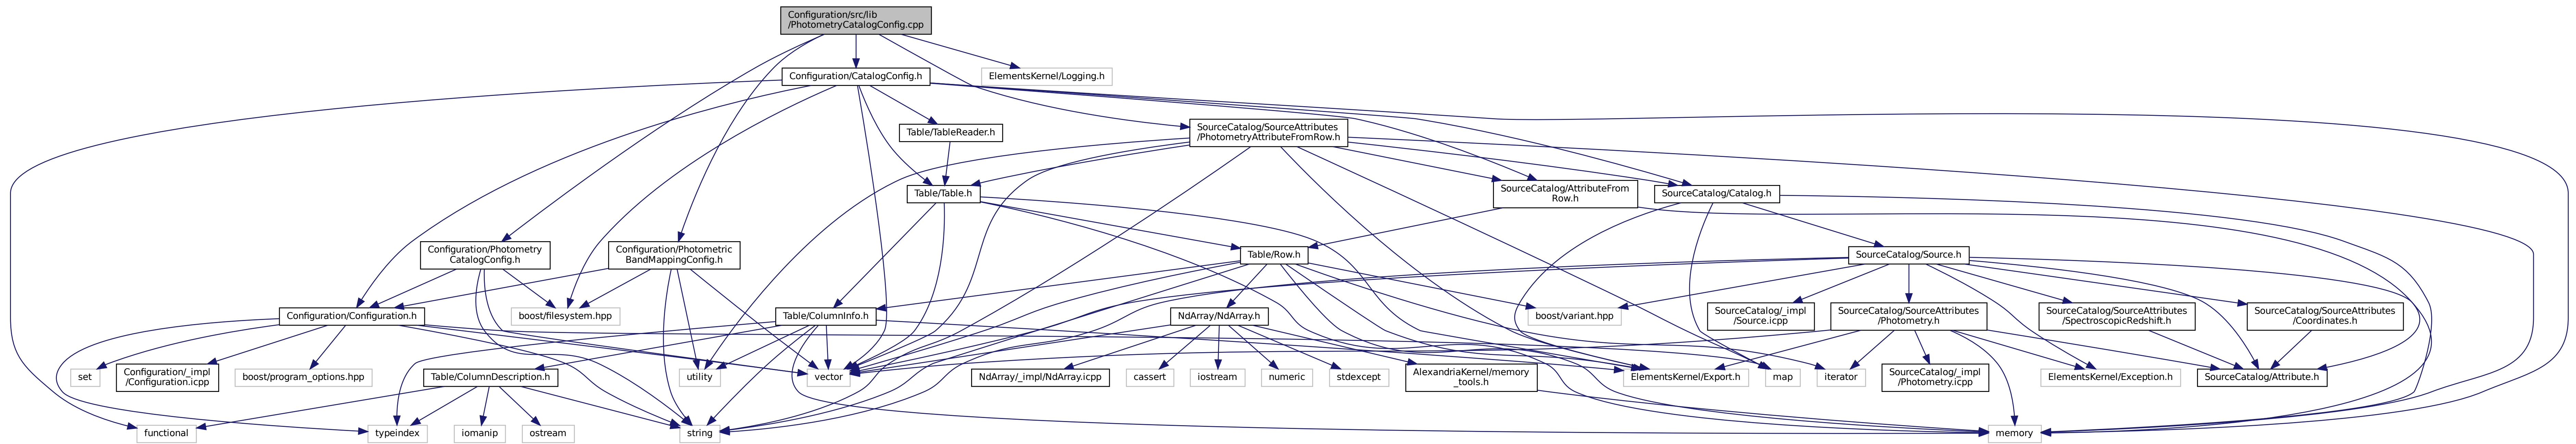 Configuration/src/lib
/PhotometryCatalogConfig.cpp
Configuration/CatalogConfig.h
ElementsKernel/Logging.h
Table/TableReader.h
SourceCatalog/SourceAttributes
/PhotometryAttributeFromRow.h
Table/Table.h
SourceCatalog/AttributeFrom
Row.h
SourceCatalog/Catalog.h
Configuration/Photometry
CatalogConfig.h
Configuration/Photometric
BandMappingConfig.h
Table/Row.h
SourceCatalog/Source.h
Configuration/Configuration.h
boost/filesystem.hpp
Table/ColumnInfo.h
NdArray/NdArray.h
boost/variant.hpp
SourceCatalog/_impl
/Source.icpp
SourceCatalog/SourceAttributes
/Photometry.h
SourceCatalog/SourceAttributes
/SpectroscopicRedshift.h
SourceCatalog/SourceAttributes
/Coordinates.h
set
Configuration/_impl
/Configuration.icpp
boost/program_options.hpp
Table/ColumnDescription.h
utility
vector
NdArray/_impl/NdArray.icpp
cassert
iostream
numeric
stdexcept
AlexandriaKernel/memory
_tools.h
ElementsKernel/Export.h
map
iterator
SourceCatalog/_impl
/Photometry.icpp
ElementsKernel/Exception.h
SourceCatalog/Attribute.h
functional
typeindex
iomanip
ostream
string
memory